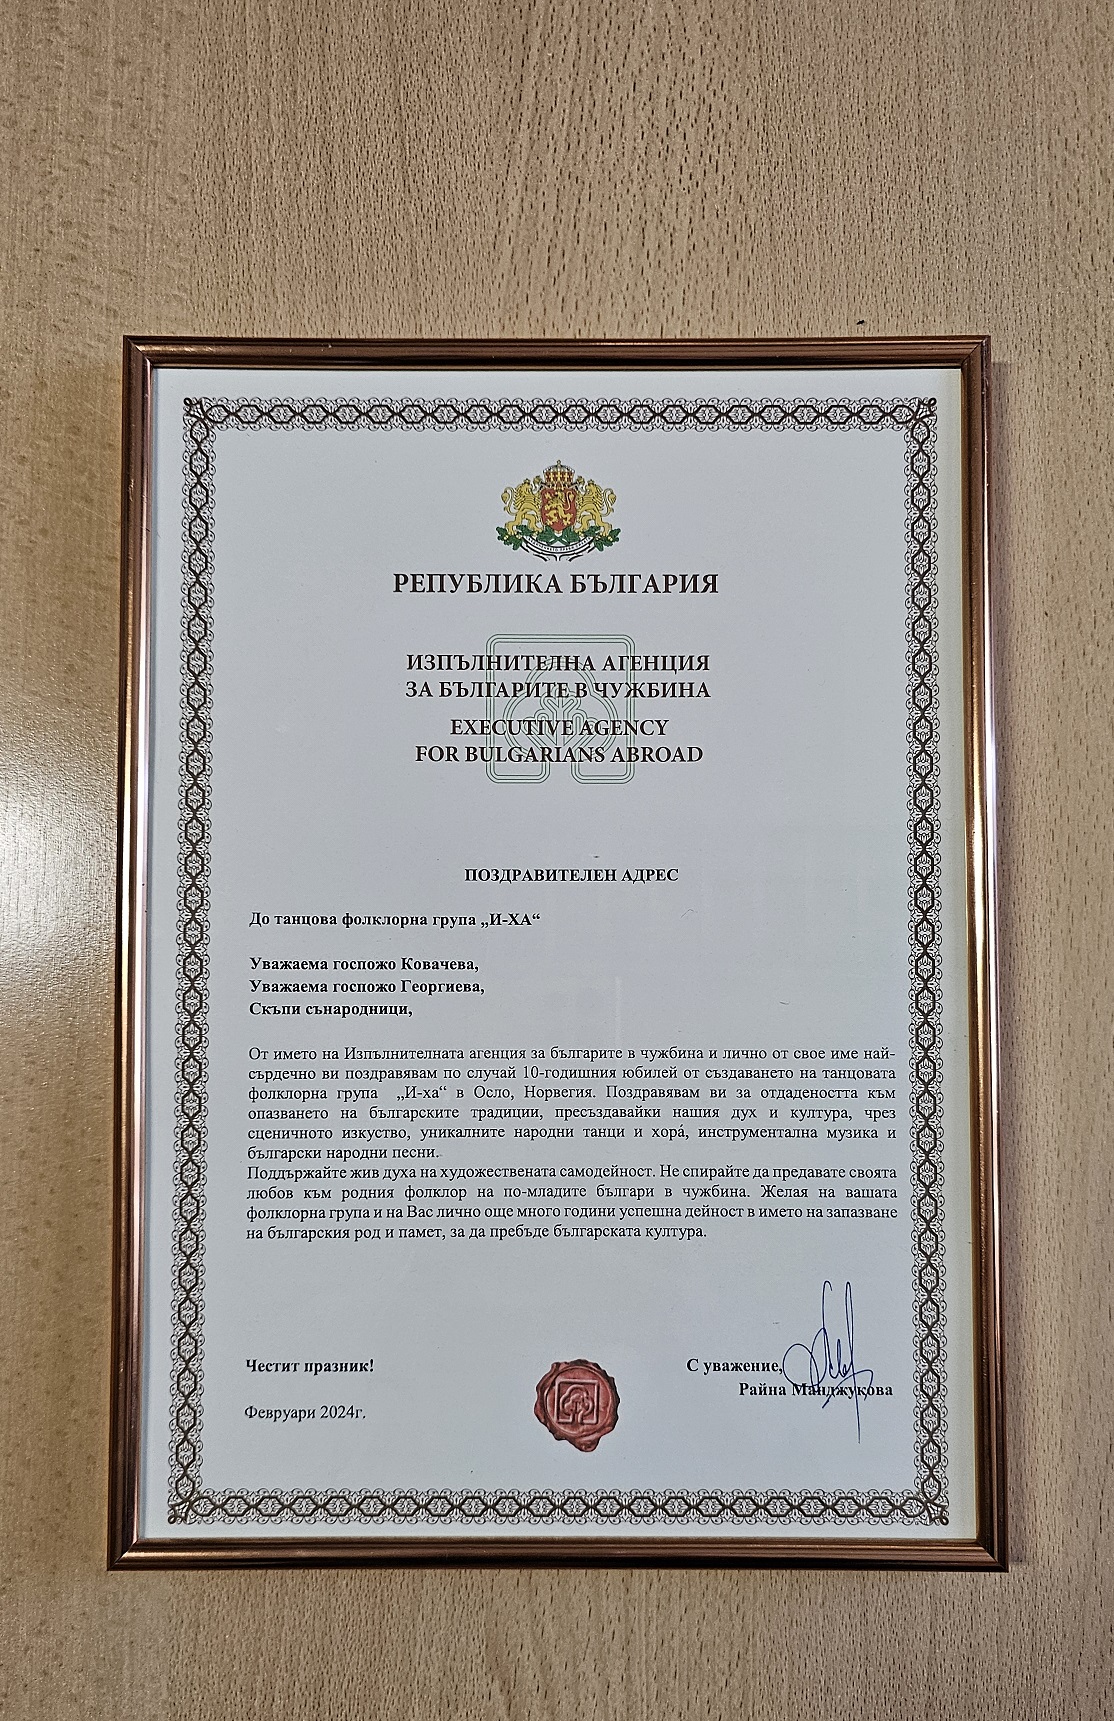 РЕПУБЛИКА БЪЛГАРИЯ
ИЗПЪЛНИТЕЛНА АГЕНЦИЯ
ЗА БЪЛГАРИТЕ В ЧУЖБИНА
EXECUTIVE AGENCY
FOR BULGARIANS ABROAD
ПОЗДРАВИТЕЛЕН АДРЕС
До танцова фолклорна група „И-ХА“
Уважаема госпожо Ковачева,
Уважаема госпожо Георгиева,
Скъпи сънародници,
От името на Изпълнителната агенция за българите в чужбина и лично от свое име най-
сърдечно ви поздравявам по случай 10-годишния юбилей от създаването на танцовата
фолклорна група „И-ха“ в Осло, Норвегия. Поздравявам ви за отдадеността към
опазването на българските традиции, пресъздавайки нашия дух и култура, чрез
сценичното изкуство, уникалните народни танци и хорá, инструментална музика и
български народни песни.
Поддържайте жив духа на художествената самодейност. Не спирайте да предавате своята
любов към родния фолклор на по-младите българи в чужбина. Желая на вашата
фолклорна група и на Вас лично още много години успешна дейност в името на запазване
на българския род и памет, за да пребъде българската култура.
Честит празник!
С уважение,
Райна Манджукова
Февруари 2024г.